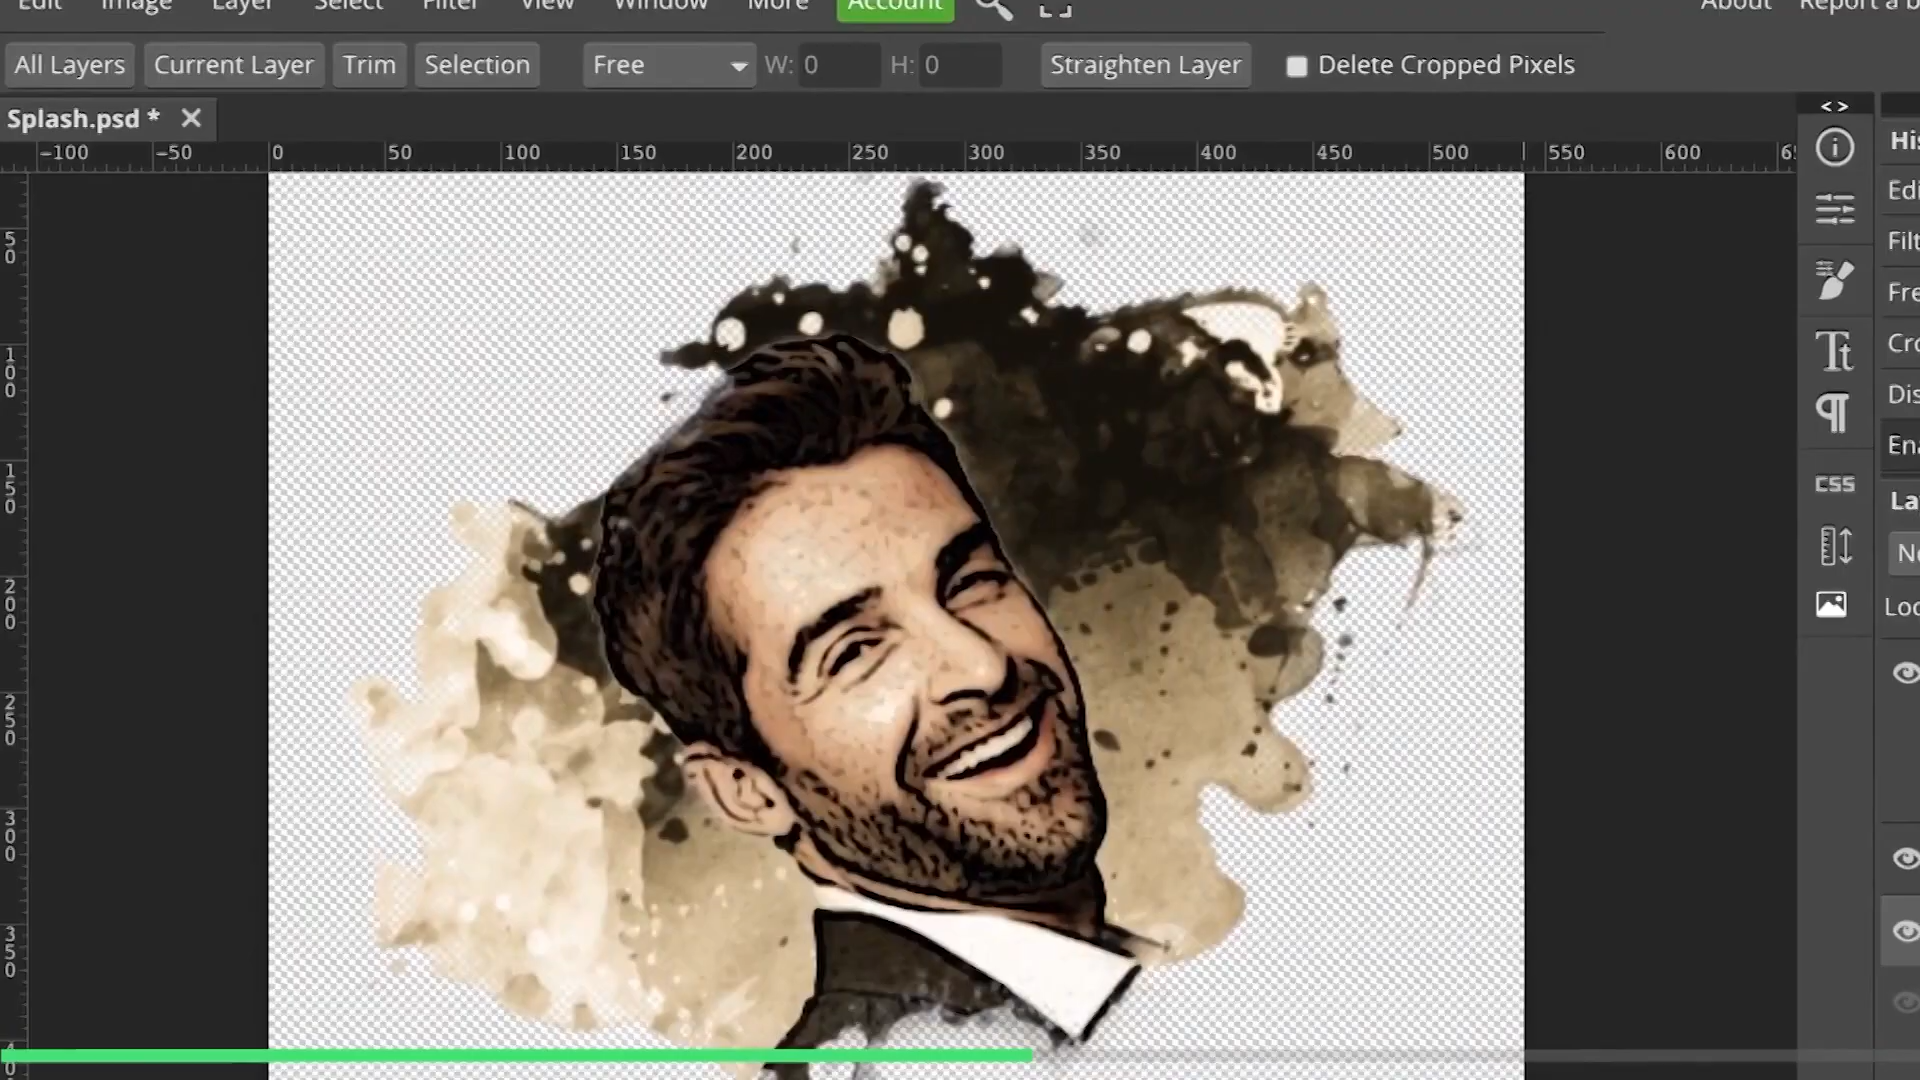 Edit Image Layer Select Filter View Window More Account About Report a b
All Layers Current Layer Trim Selection Free W: 0 H: 0 Straighten Layer Delete Cropped Pixels
Splash.psd *
< >
-100 -50 0 50 100 150 200 250 300 350 400 450 500 550 600 65
50
100
150
200
250
300
350
40
His
Edi
Filt
Fre
Cro
Dis
Ena
Tt
CSS
La
No
Loc